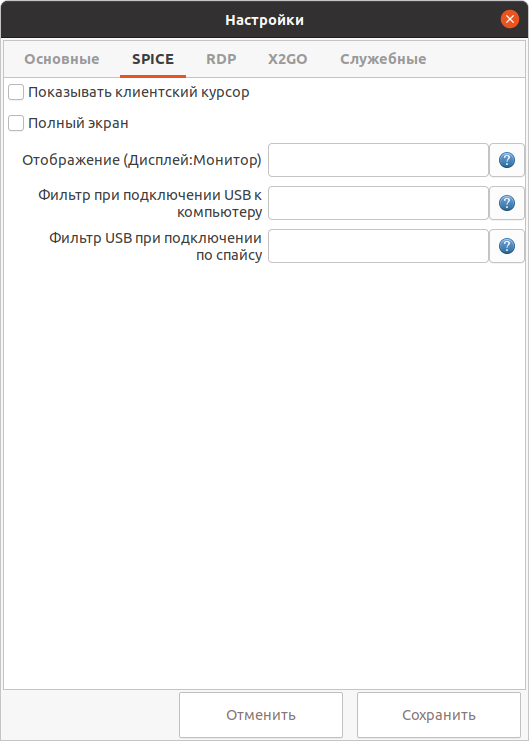 Настройки
Основные SPICE RDP X2GO Служебные
Показывать клиентский курсор
Полный экран
Отображение (Дисплей:Монитор) ?
Фильтр при подключении USB к
компьютеру ?
Фильтр USB при подключении
по спайсу ?
Отменить Сохранить